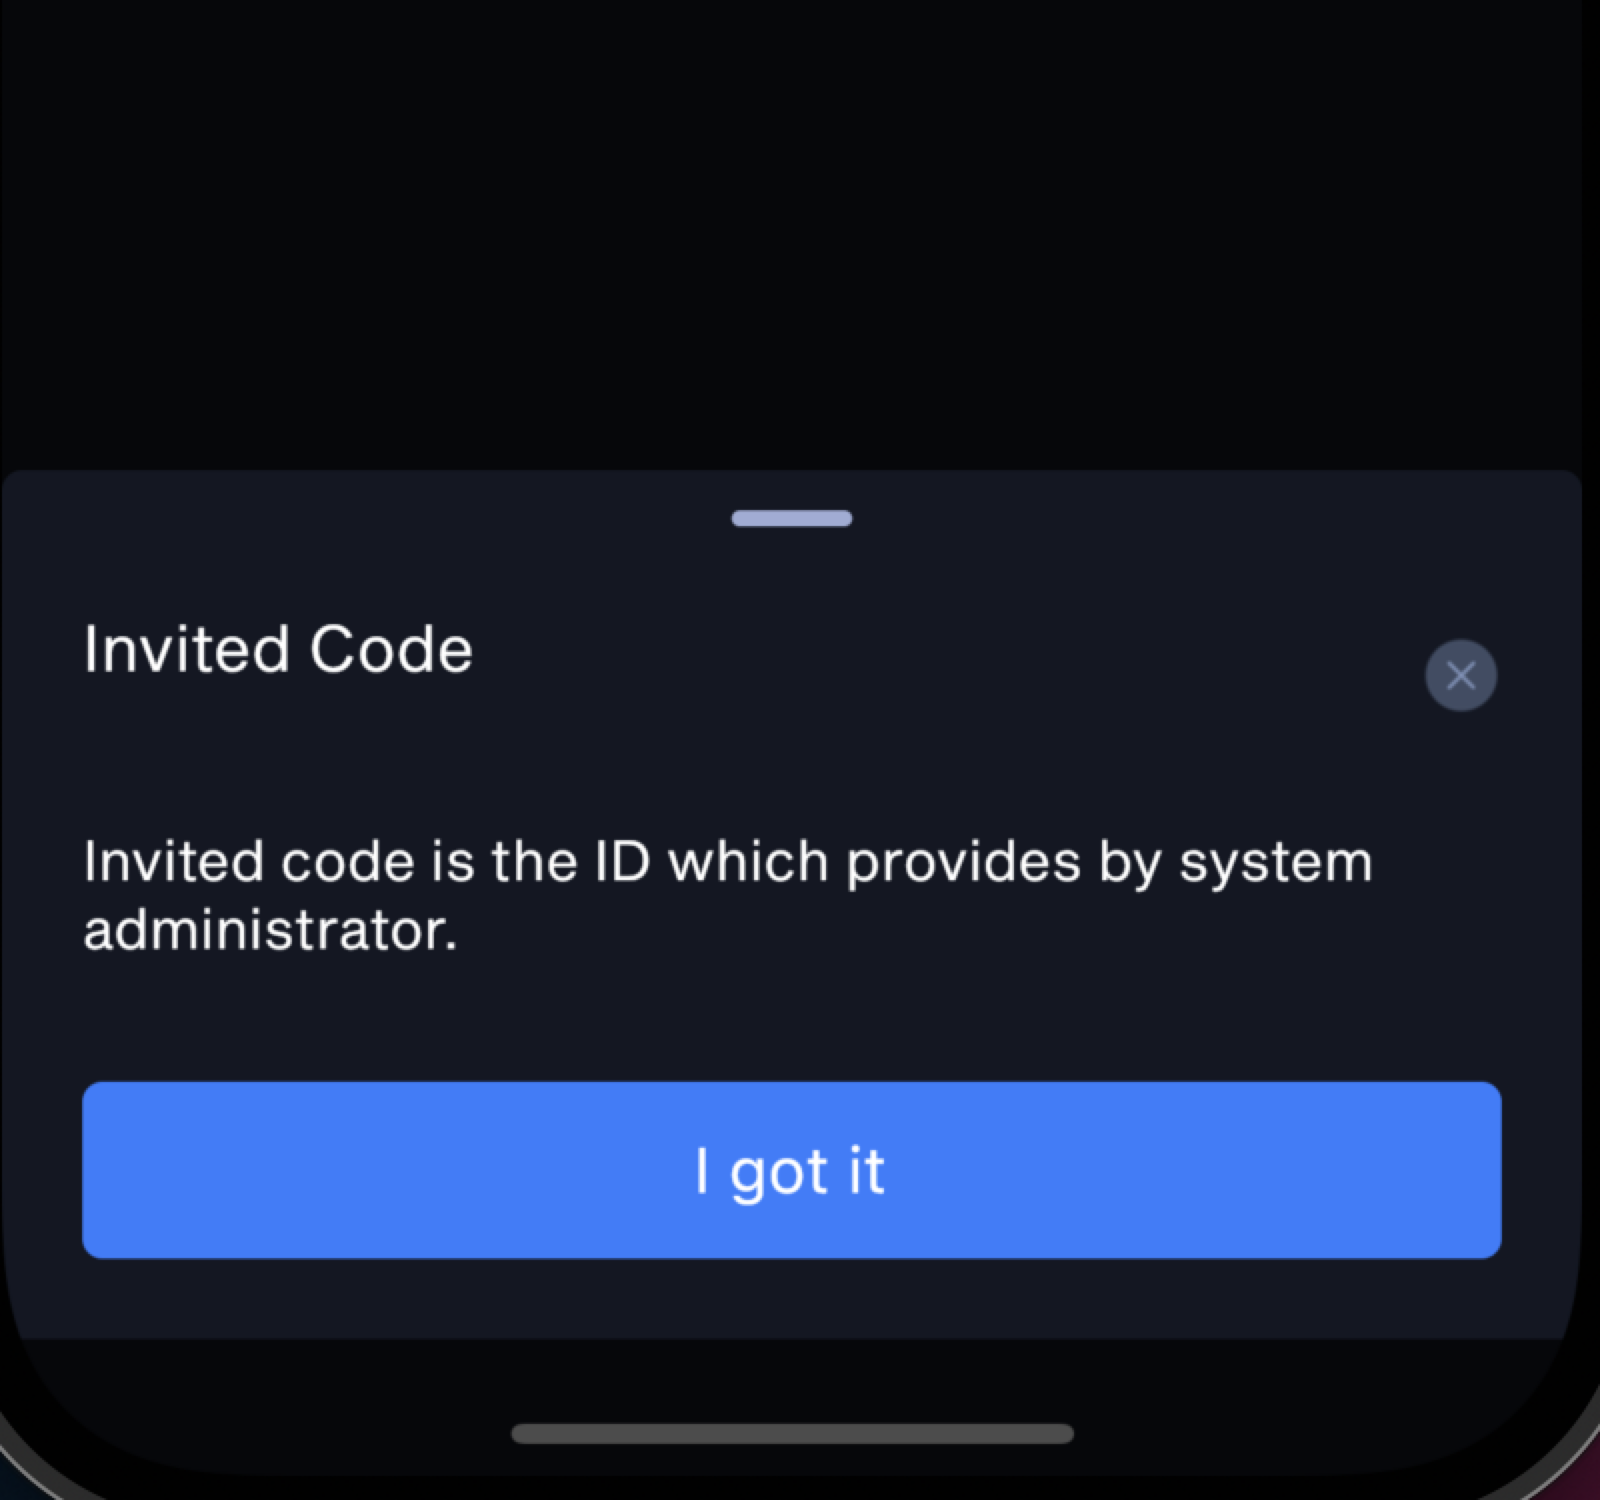 Invited Code
Invited code is the ID which provides by system
administrator.
I got it